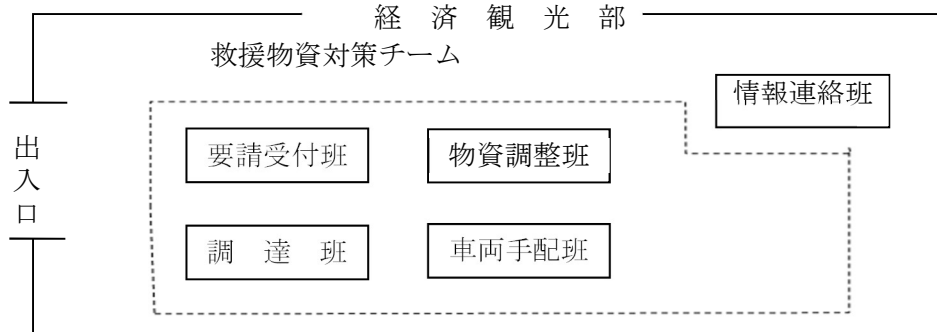 経済観光部
救援物資対策チーム
情報連絡班
出入口
要請受付班
物資調整班
調達班
車両手配班